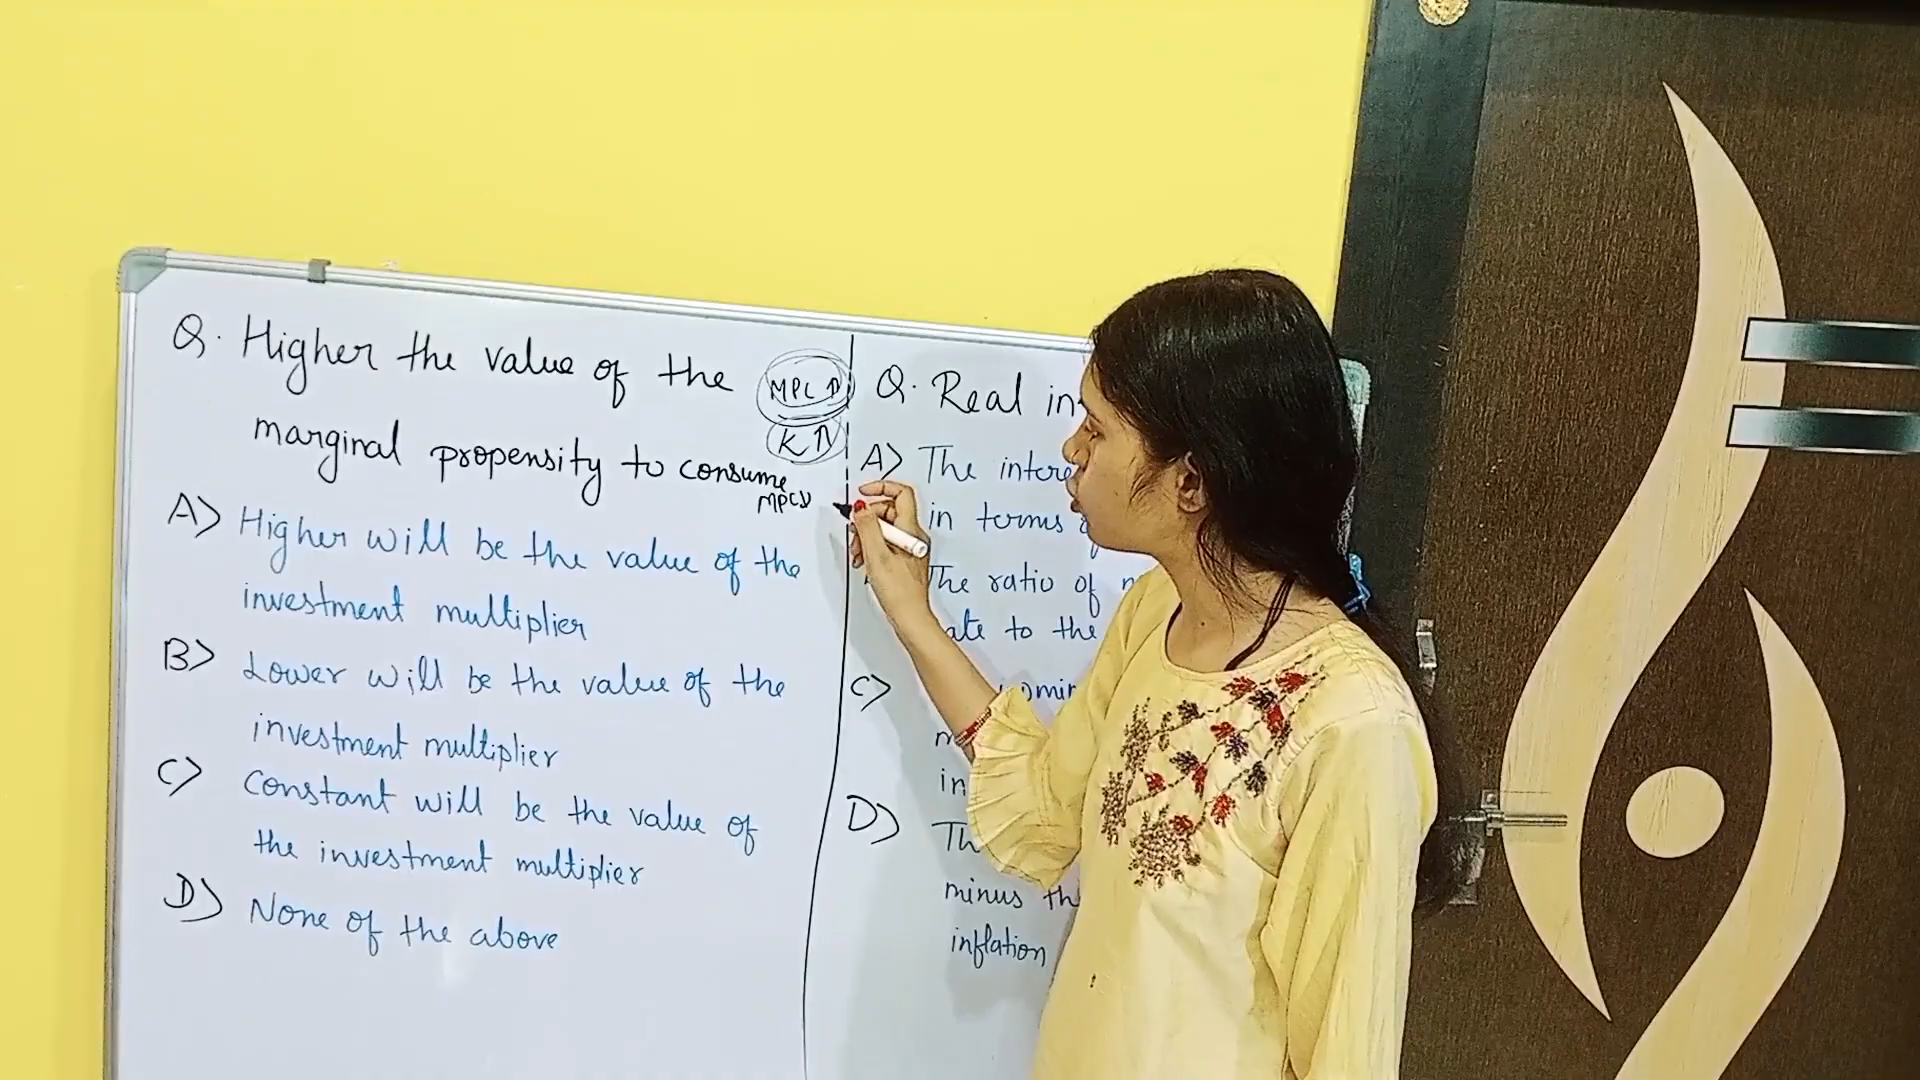 Q. Higher the value of the
marginal propensity to consume
MPC ↑
K ↑
MPC↓
A) Higher will be the value of the
investment multiplier
B) Lower will be the value of the
investment multiplier
C) Constant will be the value of
the investment multiplier
D) None of the above
Q. Real in
A) The intere
in terms
The ratio of
ate to the
C)
in
D) Th
minus th
inflation